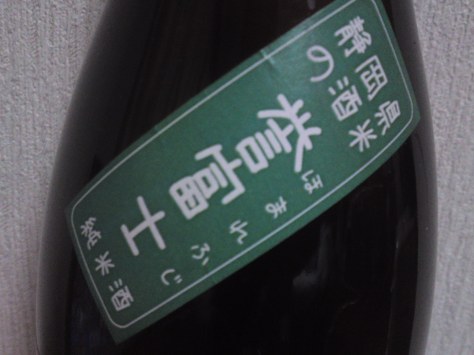 静岡県
の酒米
誉富士
ほまれふじ
純米酒